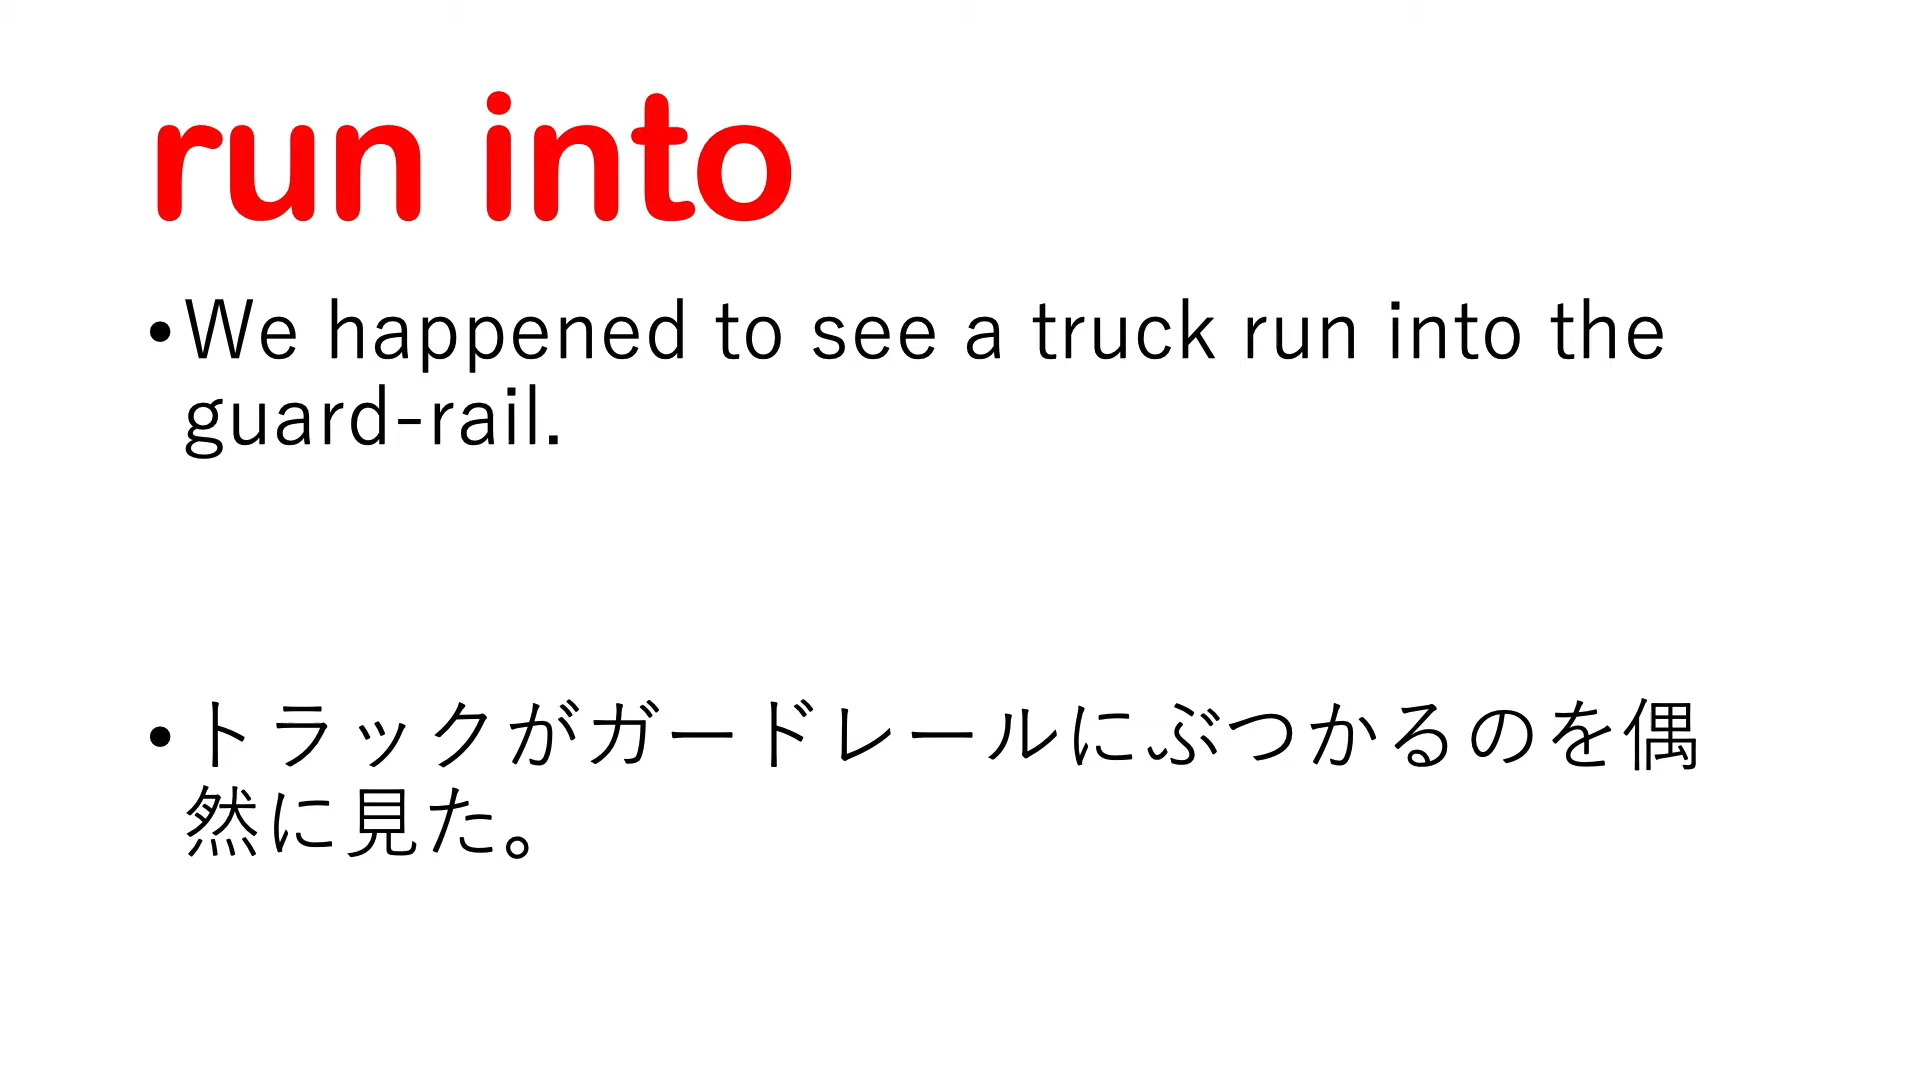 run into
•We happened to see a truck run into the
guard-rail.
•トラックがガードレールにぶつかるのを偶
然に見た。